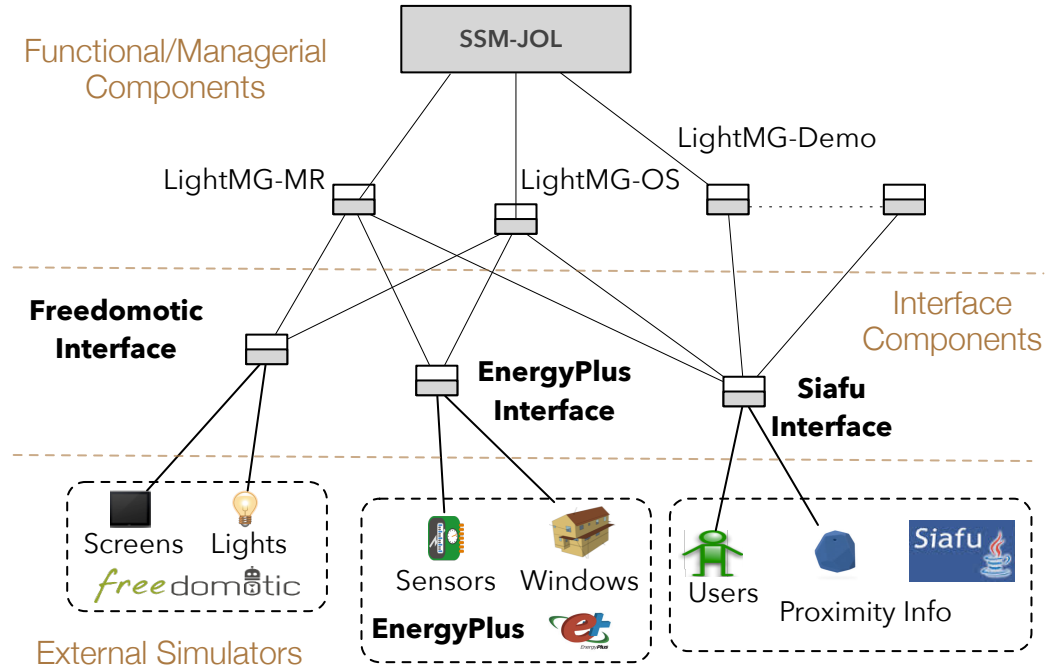 SSM-JOL
Functional/Managerial
Components
LightMG-Demo
LightMG-MR
LightMG-OS
Freedomotic
Interface
Interface
Components
EnergyPlus
Interface
Siafu
Interface
Screens
Lights
freedomotic
Sensors
Windows
EnergyPlus
e+
EnergyPlus
Users
Proximity Info
Siafu
External Simulators